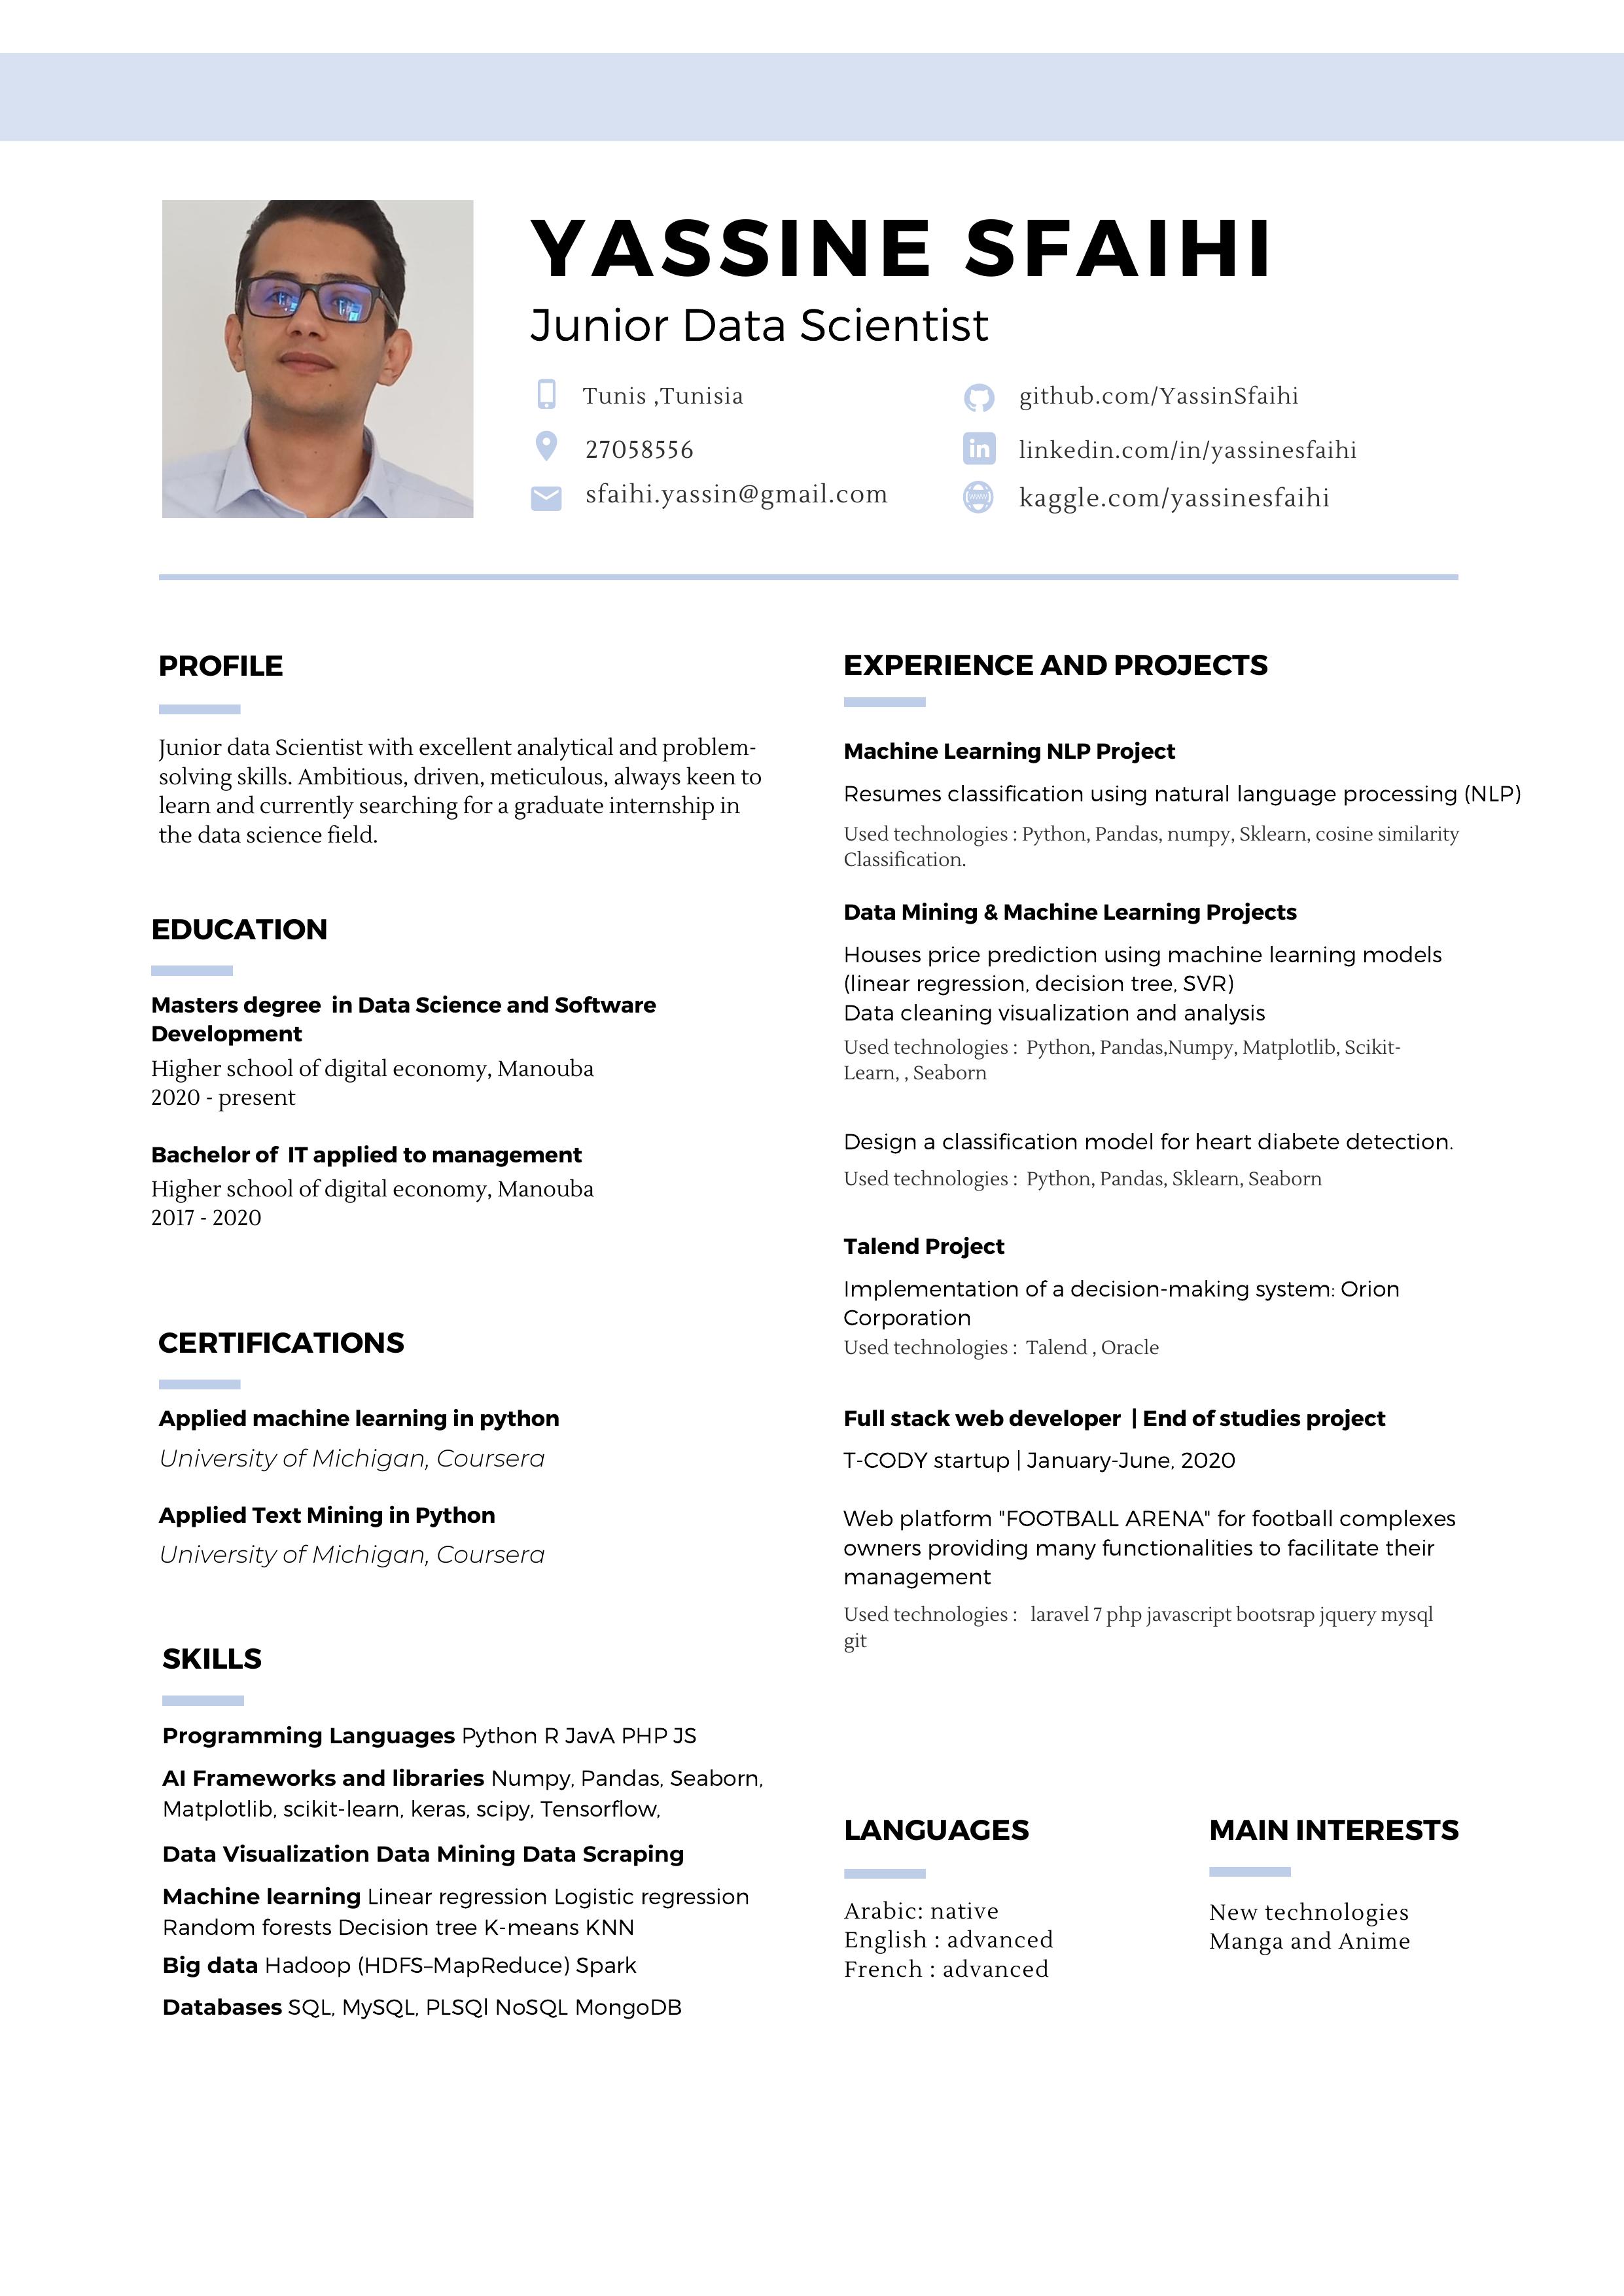 YASSINE SFAIHI
Junior Data Scientist
Tunis ,Tunisia
27058556
sfaihi.yassin@gmail.com
github.com/YassinSfaihi
linkedin.com/in/yassinesfaihi
www
kaggle.com/yassinesfaihi
PROFILE
Junior data Scientist with excellent analytical and problem-
solving skills. Ambitious, driven, meticulous, always keen to
learn and currently searching for a graduate internship in
the data science field.
EDUCATION
Masters degree  in Data Science and Software
Development
Higher school of digital economy, Manouba
2020 - present
Bachelor of  IT applied to management
Higher school of digital economy, Manouba
2017 - 2020
CERTIFICATIONS
Applied machine learning in python
University of Michigan, Coursera
Applied Text Mining in Python
University of Michigan, Coursera
SKILLS
Programming Languages Python R JavA PHP JS
AI Frameworks and libraries Numpy, Pandas, Seaborn,
Matplotlib, scikit-learn, keras, scipy, Tensorflow,
Data Visualization Data Mining Data Scraping
Machine learning Linear regression Logistic regression
Random forests Decision tree K-means KNN
Big data Hadoop (HDFS–MapReduce) Spark
Databases SQL, MySQL, PLSQl NoSQL MongoDB
EXPERIENCE AND PROJECTS
Machine Learning NLP Project
Resumes classification using natural language processing (NLP)
Used technologies : Python, Pandas, numpy, Sklearn, cosine similarity
Classification.
Data Mining & Machine Learning Projects
Houses price prediction using machine learning models
(linear regression, decision tree, SVR)
Data cleaning visualization and analysis
Used technologies :  Python, Pandas,Numpy, Matplotlib, Scikit-
Learn, , Seaborn
Design a classification model for heart diabete detection.
Used technologies :  Python, Pandas, Sklearn, Seaborn
Talend Project
Implementation of a decision-making system: Orion
Corporation
Used technologies :  Talend , Oracle
Full stack web developer  | End of studies project
T-CODY startup | January-June, 2020
Web platform "FOOTBALL ARENA" for football complexes
owners providing many functionalities to facilitate their
management
Used technologies :   laravel 7 php javascript bootsrap jquery mysql
git
LANGUAGES
Arabic: native
English : advanced
French : advanced
MAIN INTERESTS
New technologies
Manga and Anime